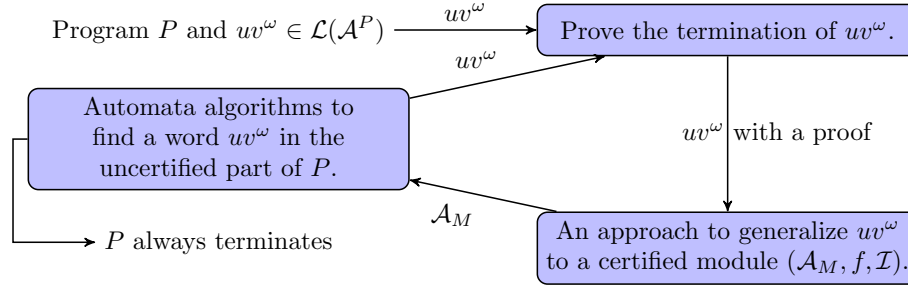 Program P and uv^ω ∈ L(A^P)
uv^ω
Prove the termination of uv^ω.
uv^ω
Automata algorithms to
find a word uv^ω in the
uncertified part of P.
uv^ω with a proof
A_M
P always terminates
An approach to generalize uv^ω
to a certified module (A_M, f, I).